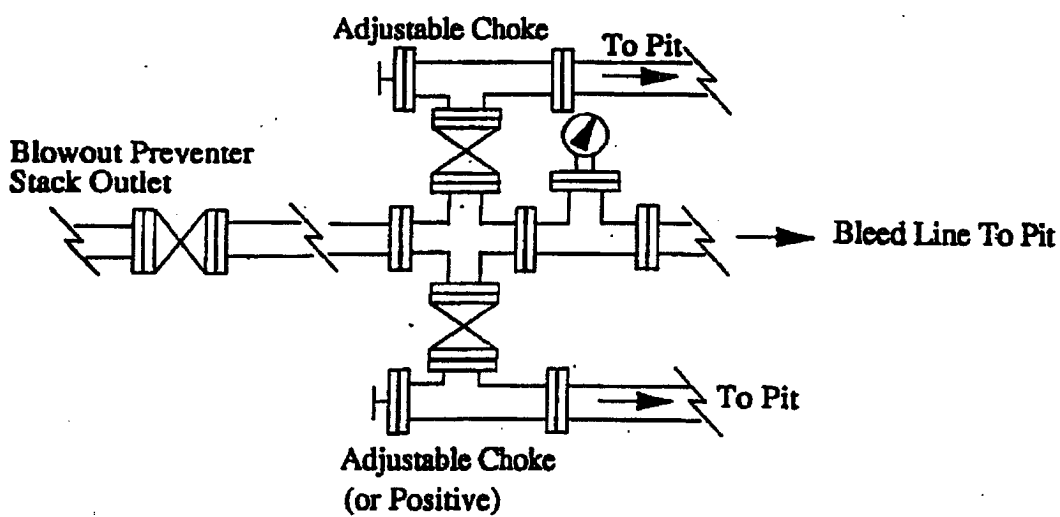 Adjustable Choke
To Pit
Blowout Preventer
Stack Outlet
Bleed Line To Pit
To Pit
Adjustable Choke
(or Positive)